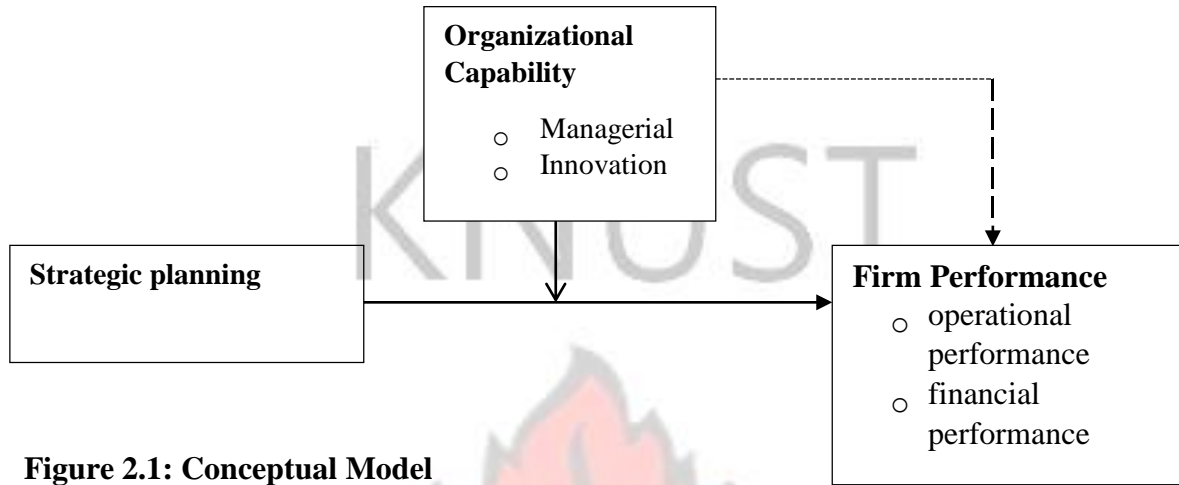 Organizational
Capability
o Managerial
o Innovation
KNUST
Strategic planning
Firm Performance
o operational
performance
o financial
performance
Figure 2.1: Conceptual Model